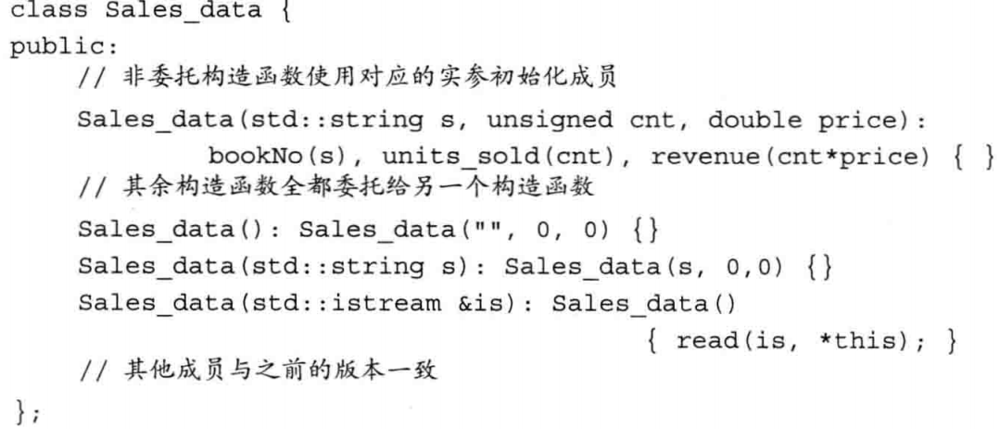 class Sales_data {
public:
// 非委托构造函数使用对应的实参初始化成员
Sales_data(std::string s, unsigned cnt, double price):
bookNo(s), units_sold(cnt), revenue(cnt*price) { }
// 其余构造函数全都委托给另一个构造函数
Sales_data(): Sales_data("", 0, 0) {}
Sales_data(std::string s): Sales_data(s, 0,0) {}
Sales_data(std::istream &is): Sales_data()
{ read(is, *this); }
// 其他成员与之前的版本一致
};